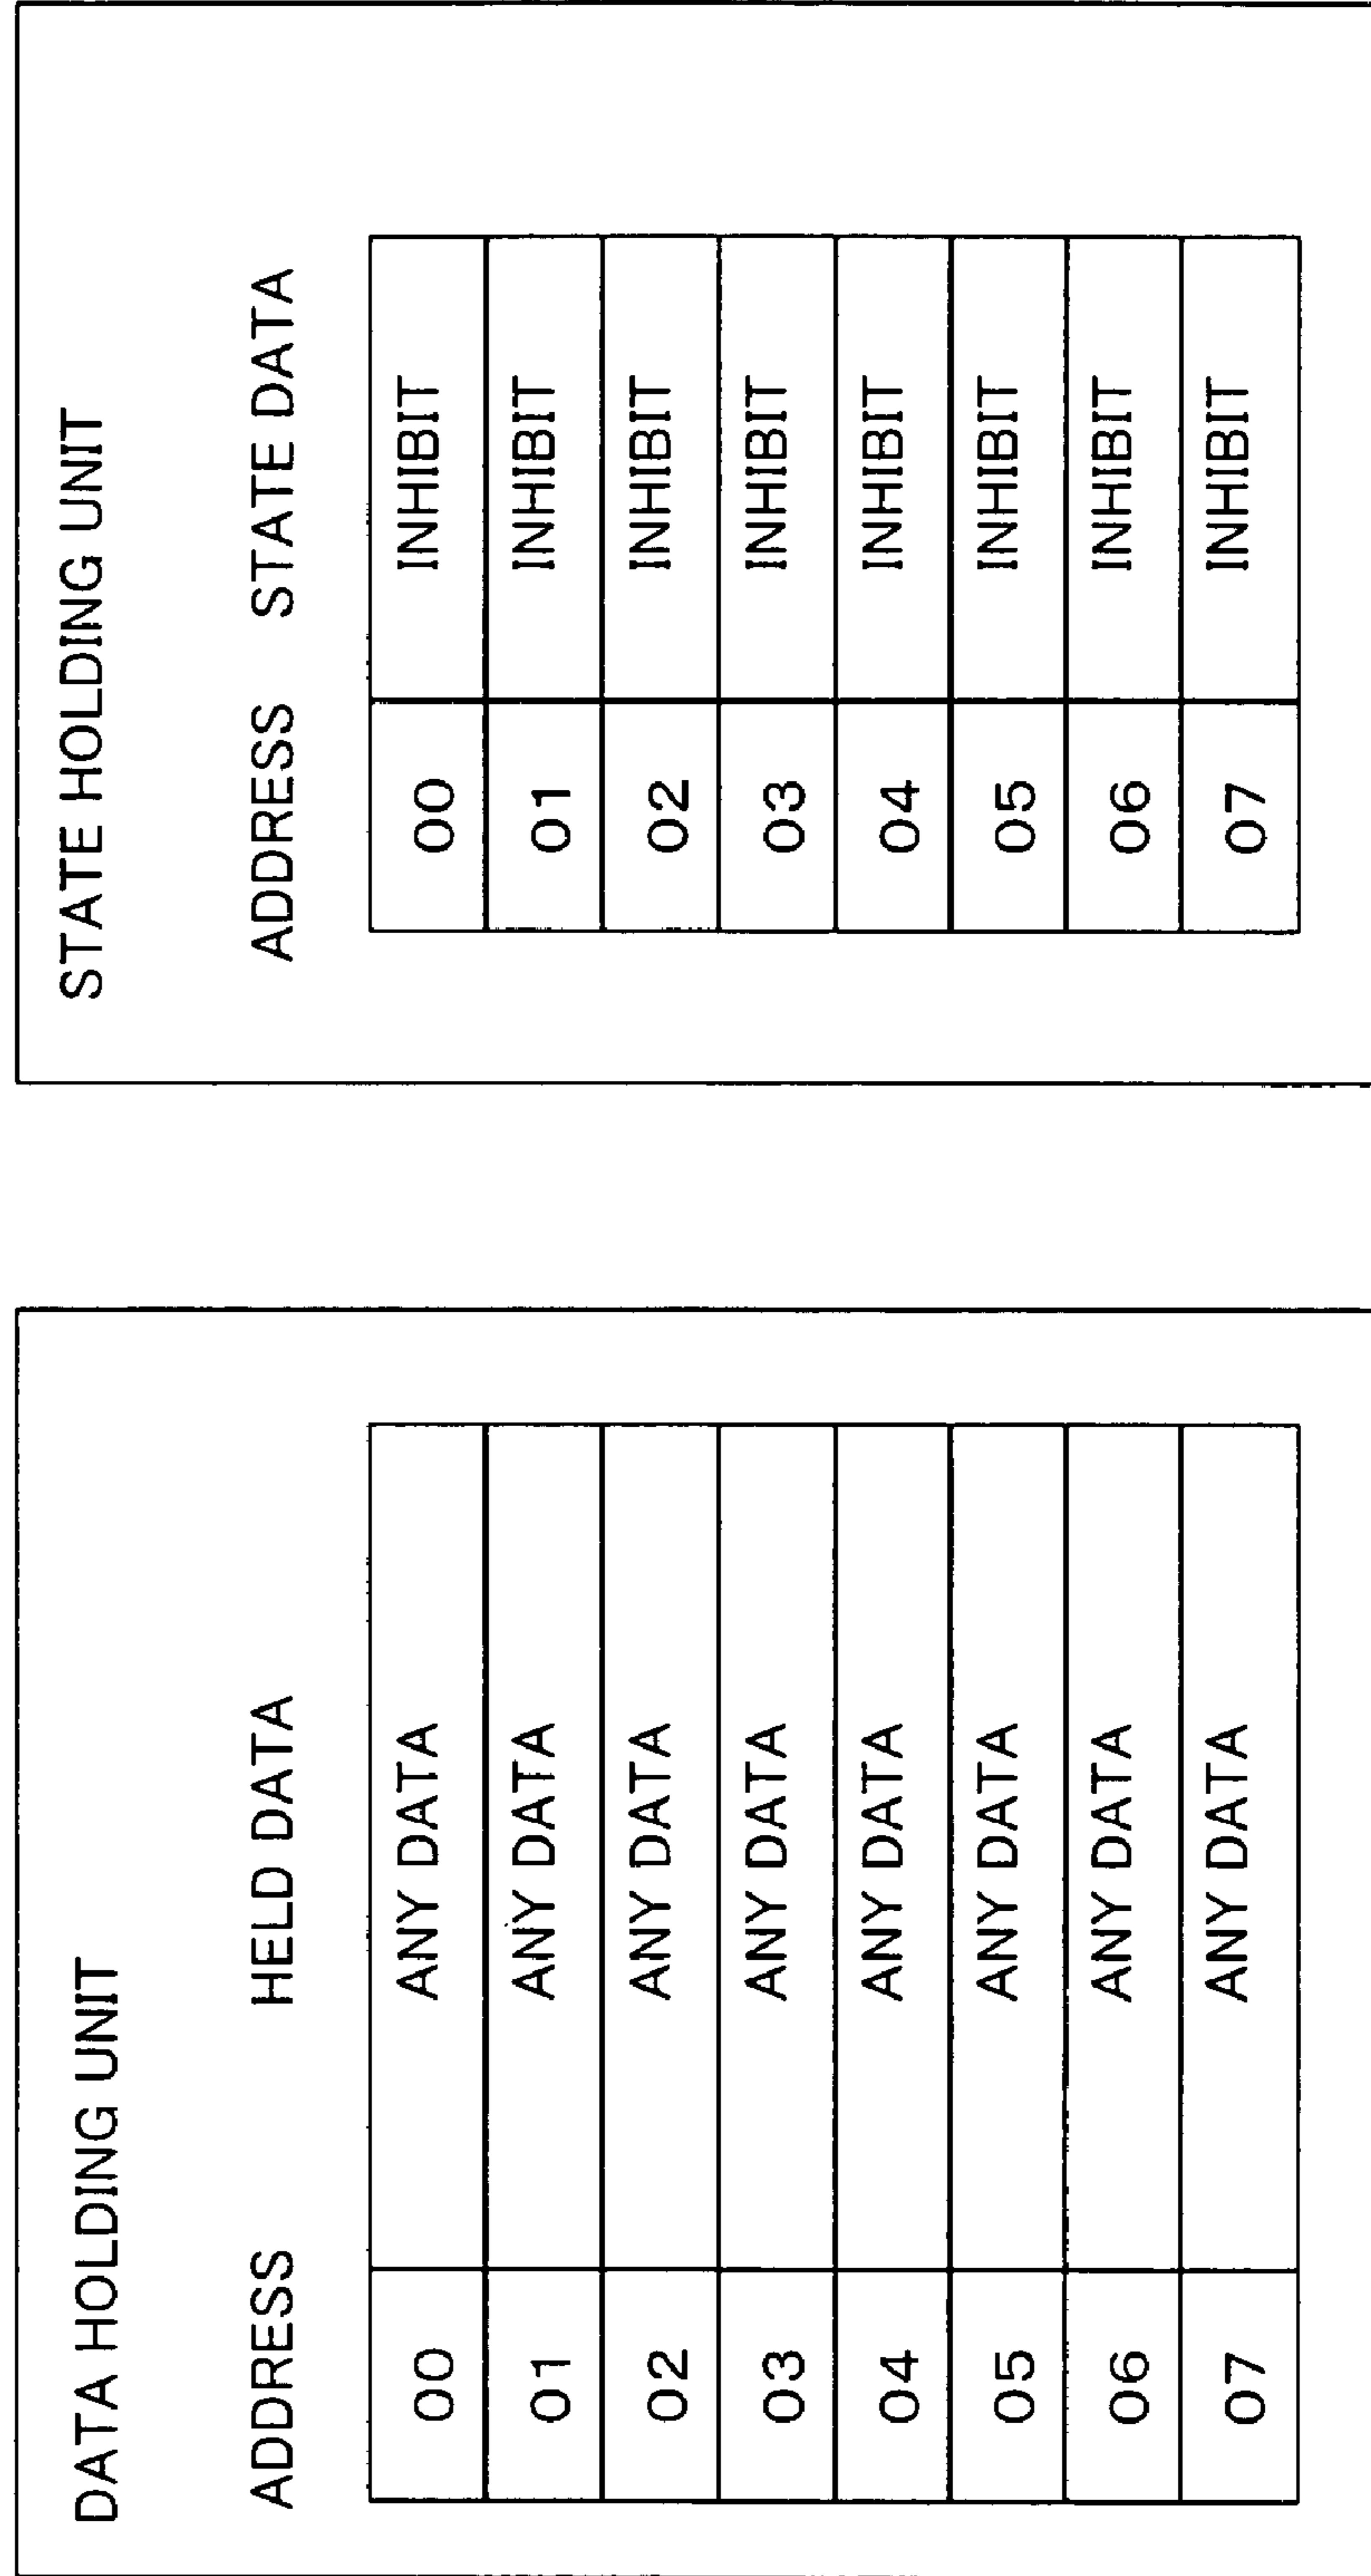 DATA HOLDING UNIT
ADDRESS HELD DATA
00 ANY DATA
01 ANY DATA
02 ANY DATA
03 ANY DATA
04 ANY DATA
05 ANY DATA
06 ANY DATA
07 ANY DATA
STATE HOLDING UNIT
ADDRESS STATE DATA
00 INHIBIT
01 INHIBIT
02 INHIBIT
03 INHIBIT
04 INHIBIT
05 INHIBIT
06 INHIBIT
07 INHIBIT